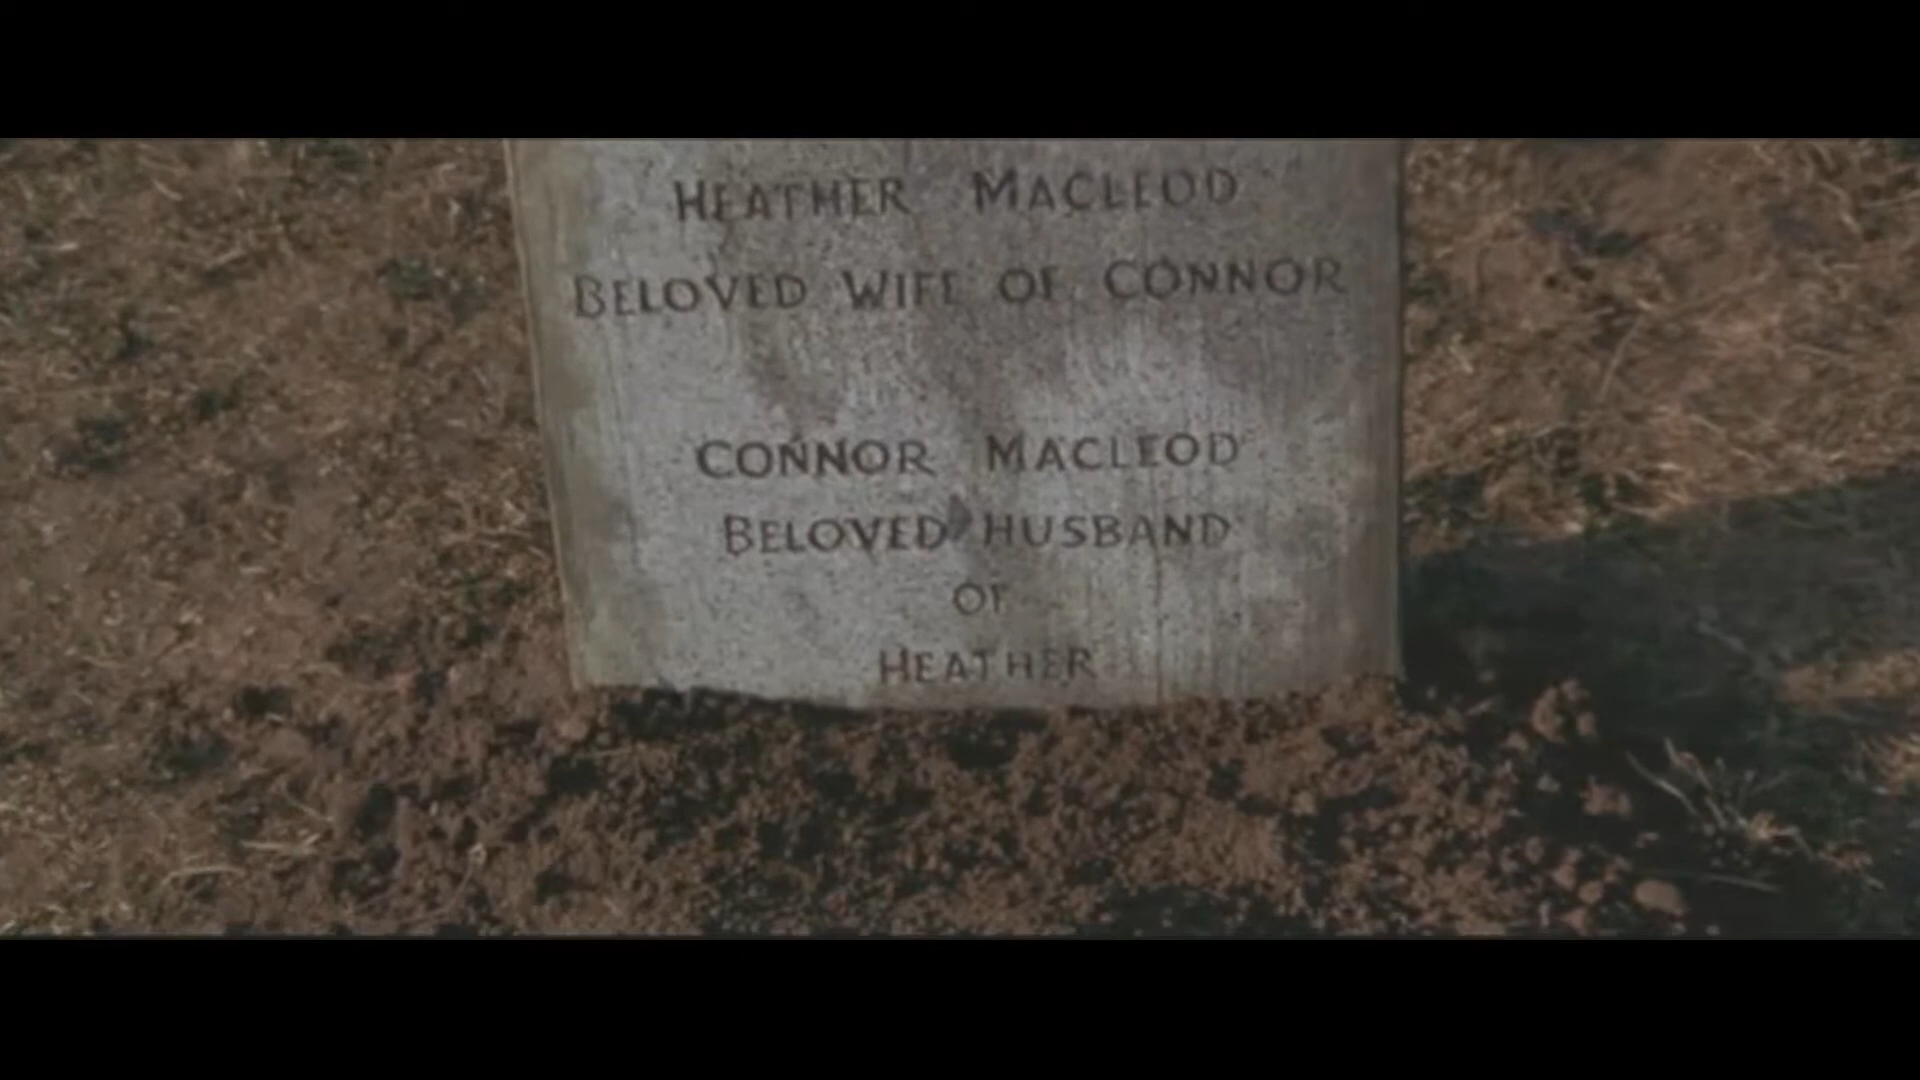 HEATHER MACLEOD
BELOVED WIFE OF CONNOR
CONNOR MACLEOD
BELOVED HUSBAND
OF
HEATHER